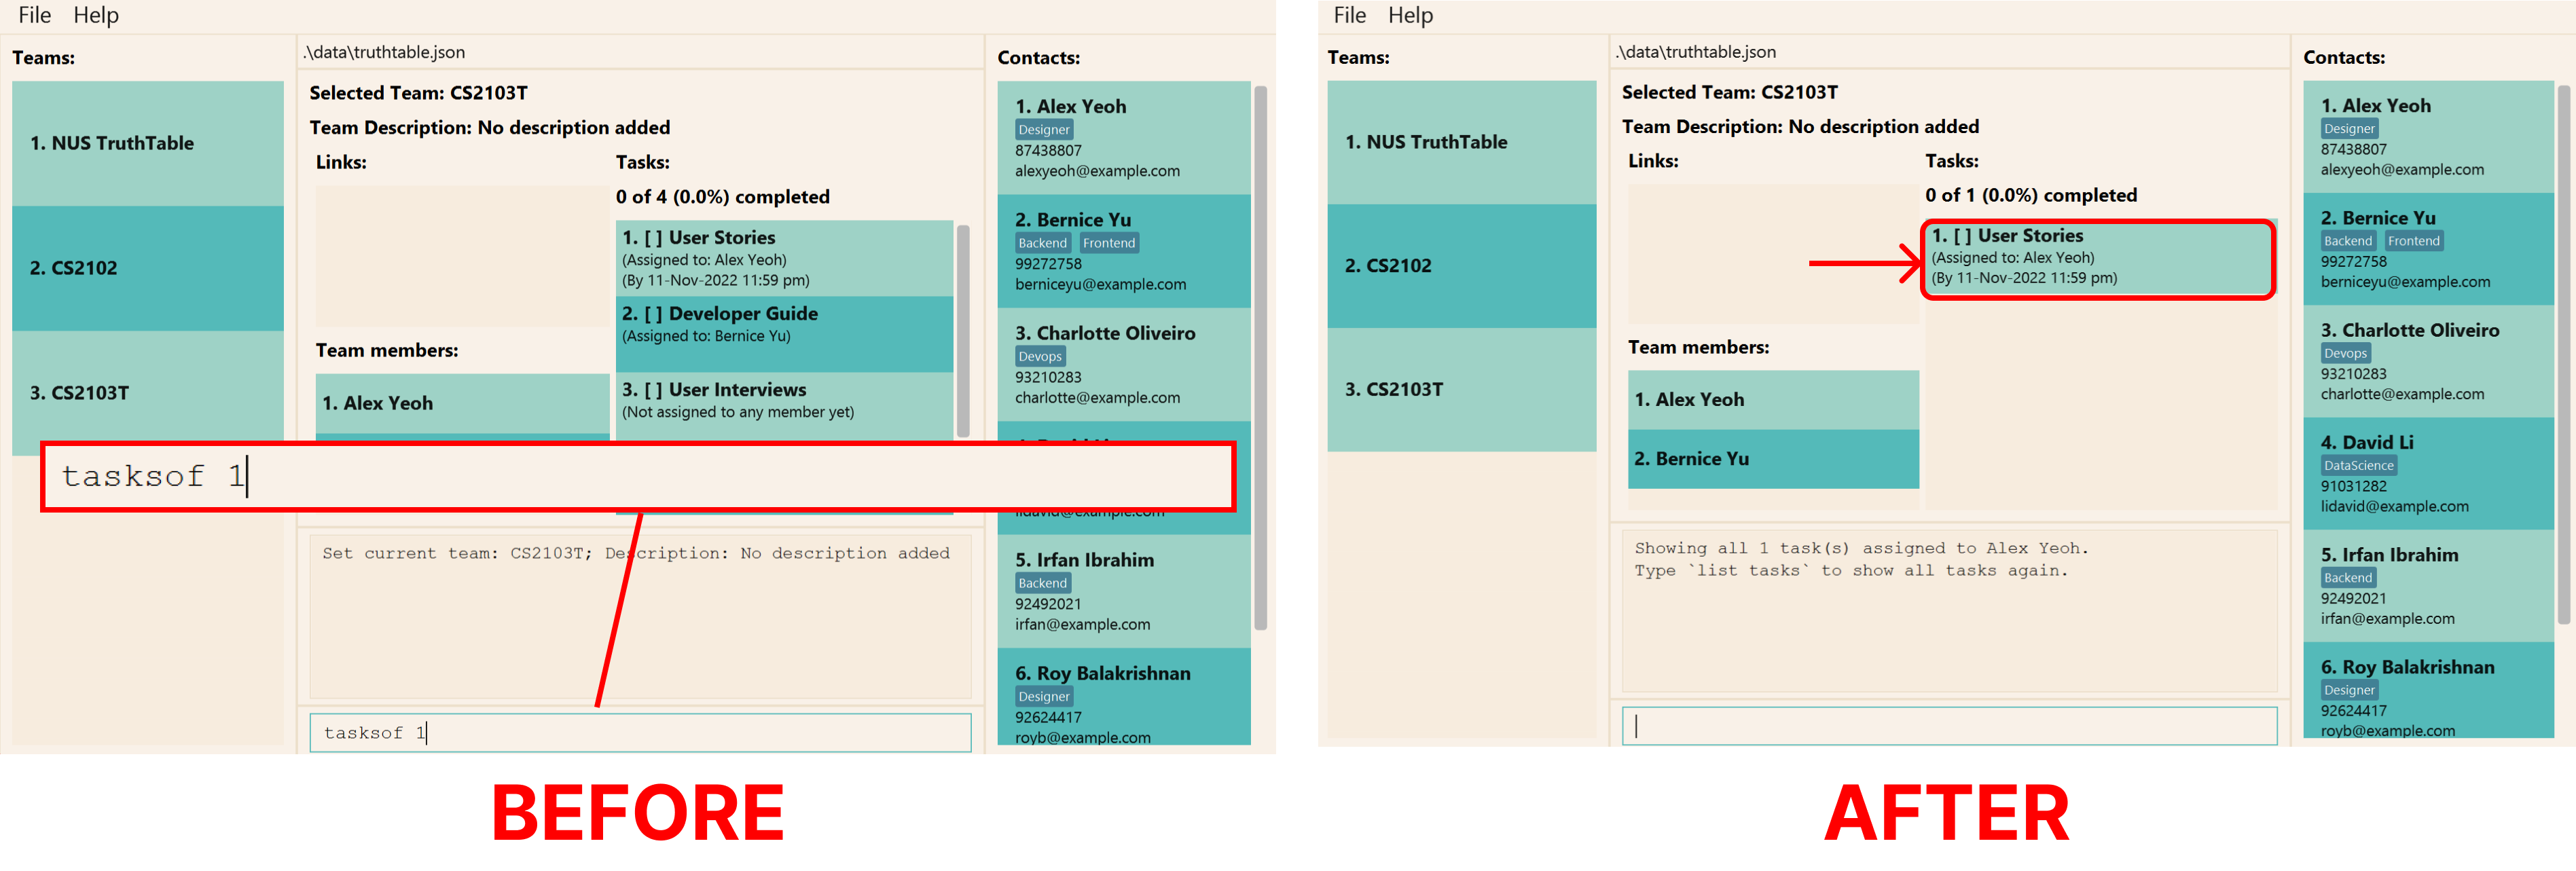 File Help
Teams:
1. NUS TruthTable
2. CS2102
3. CS2103T
.\data\truthtable.json
Selected Team: CS2103T
Team Description: No description added
Links:
Tasks:
0 of 4 (0.0%) completed
1. [ ] User Stories
(Assigned to: Alex Yeoh)
(By 11-Nov-2022 11:59 pm)
2. [ ] Developer Guide
(Assigned to: Bernice Yu)
3. [ ] User Interviews
(Not assigned to any member yet)
Team members:
1. Alex Yeoh
tasksof 1
Set current team: CS2103T; Description: No description added
tasksof 1
Contacts:
1. Alex Yeoh
Designer
87438807
alexyeoh@example.com
2. Bernice Yu
Backend Frontend
99272758
berniceyu@example.com
3. Charlotte Oliveiro
Devops
93210283
charlotte@example.com
lidavid@example.com
5. Irfan Ibrahim
Backend
92492021
irfan@example.com
6. Roy Balakrishnan
Designer
92624417
royb@example.com
BEFORE
File Help
Teams:
1. NUS TruthTable
2. CS2102
3. CS2103T
.\data\truthtable.json
Selected Team: CS2103T
Team Description: No description added
Links:
Tasks:
0 of 1 (0.0%) completed
1. [ ] User Stories
(Assigned to: Alex Yeoh)
(By 11-Nov-2022 11:59 pm)
Team members:
1. Alex Yeoh
2. Bernice Yu
Showing all 1 task(s) assigned to Alex Yeoh.
Type `list tasks` to show all tasks again.
Contacts:
1. Alex Yeoh
Designer
87438807
alexyeoh@example.com
2. Bernice Yu
Backend Frontend
99272758
berniceyu@example.com
3. Charlotte Oliveiro
Devops
93210283
charlotte@example.com
4. David Li
DataScience
91031282
lidavid@example.com
5. Irfan Ibrahim
Backend
92492021
irfan@example.com
6. Roy Balakrishnan
Designer
92624417
royb@example.com
AFTER